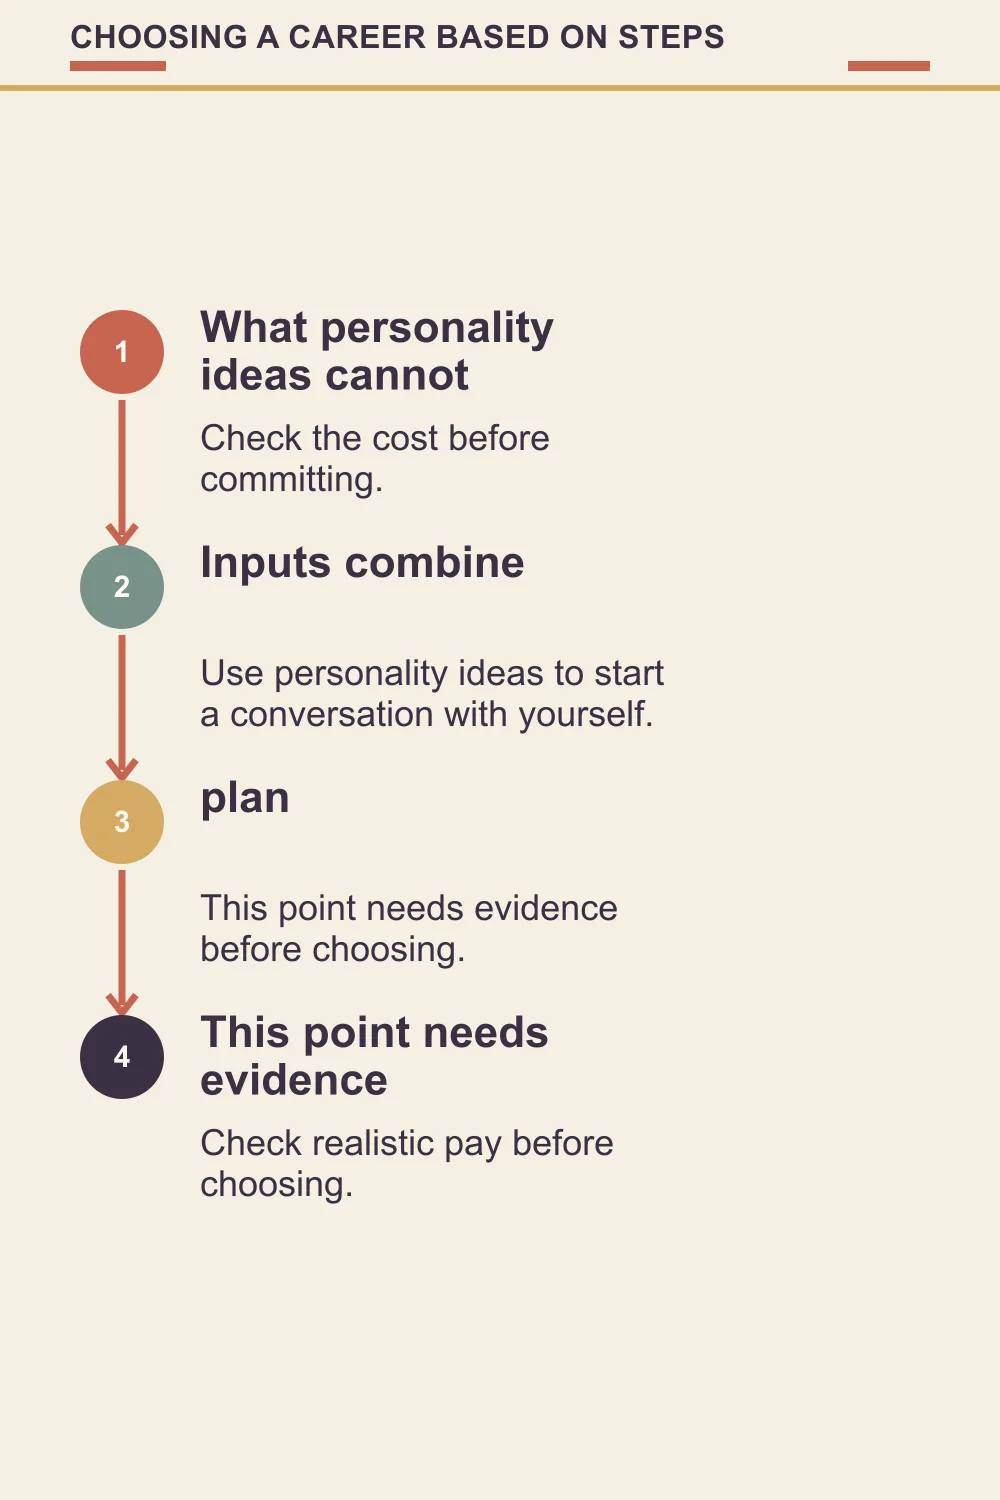 CHOOSING A CAREER BASED ON STEPS
1
What personality
ideas cannot
Check the cost before
committing.
2
Inputs combine
Use personality ideas to start
a conversation with yourself.
3
plan
This point needs evidence
before choosing.
4
This point needs
evidence
Check realistic pay before
choosing.